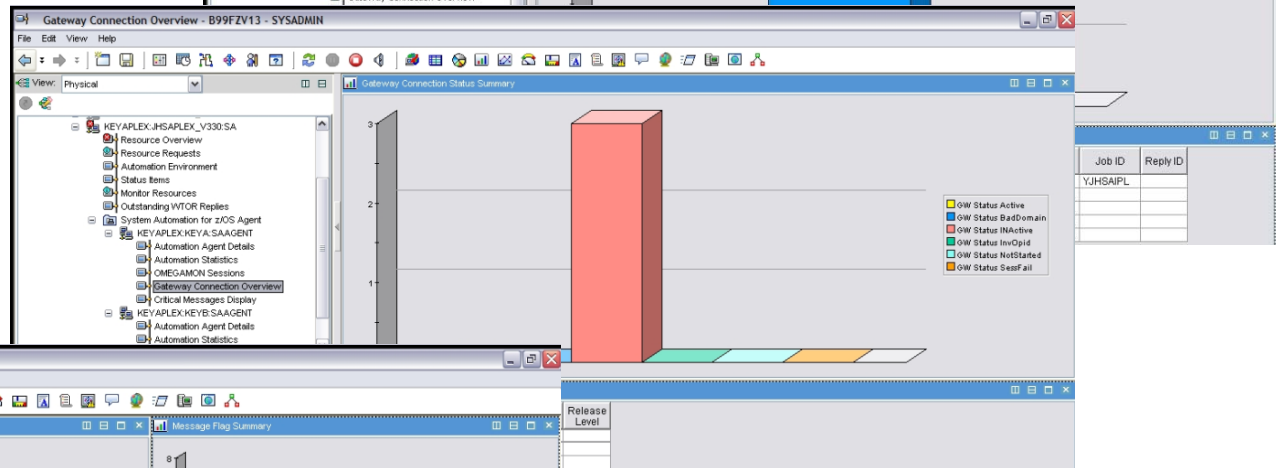 Gateway Connection Overview
Gateway Connection Overview - B99FZV13 - SYSADMIN
File Edit View Help
View: Physical
Gateway Connection Status Summary
KEYAPLEX:JHSAPLEX_V330:SA
Resource Overview
Resource Requests
Automation Environment
Status Items
Monitor Resources
Outstanding WTOR Replies
System Automation for z/OS Agent
KEYAPLEX:KEYA:SAAGENT
Automation Agent Details
Automation Statistics
OMEGAMON Sessions
Gateway Connection Overview
Critical Messages Display
KEYAPLEX:KEYB:SAAGENT
Automation Agent Details
Automation Statistics
3
2
1
GW Status Active
GW Status BadDomain
GW Status INActive
GW Status InvOpid
GW Status NotStarted
GW Status SessFail
Job ID Reply ID
YJHSAIPL
Message Flag Summary
8
Release
Level